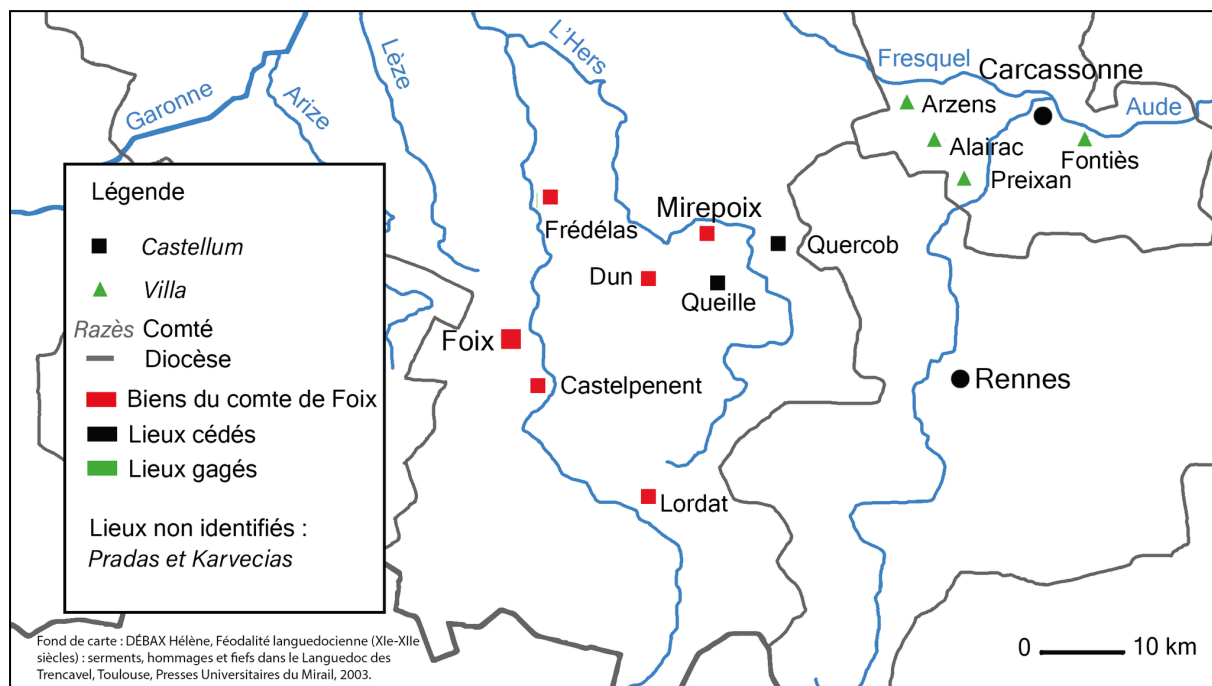 Garonne
Arize
Lèze
L'Hers
Fresquel
Carcassonne
Aude
Arzens
Alairac
Fontiès
Preixan
Légende
Castellum
Villa
Razès Comté
Diocèse
Biens du comte de Foix
Lieux cédés
Lieux gagés
Lieux non identifiés :
Pradas et Karvecias
Frédélas
Mirepoix
Quercob
Dun
Queille
Foix
Castelpenent
Rennes
Lordat
Fond de carte : DÉBAX Hélène, Féodalité languedocienne (XIe-XIIe
siècles) : serments, hommages et fiefs dans le Languedoc des
Trencavel, Toulouse, Presses Universitaires du Mirail, 2003.
0 10 km